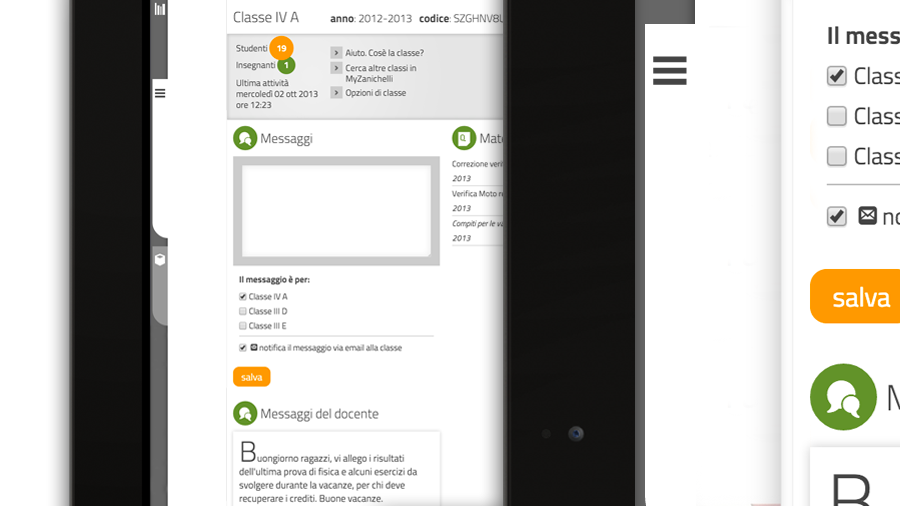 Classe IV A
anno: 2012-2013 codice: SZGHNV8U
Studenti 19
Insegnanti 1
Ultima attività
mercoledì 02 ott 2013
ore 12:23
Aiuto. Cosè la classe?
Cerca altre classi in
MyZanichelli
Opzioni di classe
Messaggi
Mate
Correzione veri
2013
Verifica Moto r
2013
Compiti per le va
2013
Il messaggio è per:
Classe IV A
Classe III D
Classe III E
notifica il messaggio via email alla classe
salva
Messaggi del docente
Buongiorno ragazzi, vi allego i risultati
dell'ultima prova di fisica e alcuni esercizi da
svolgere durante la vacanze, per chi deve
recuperare i crediti. Buone vacanze.
Il mess
Class
Class
Class
no
salva
M
B